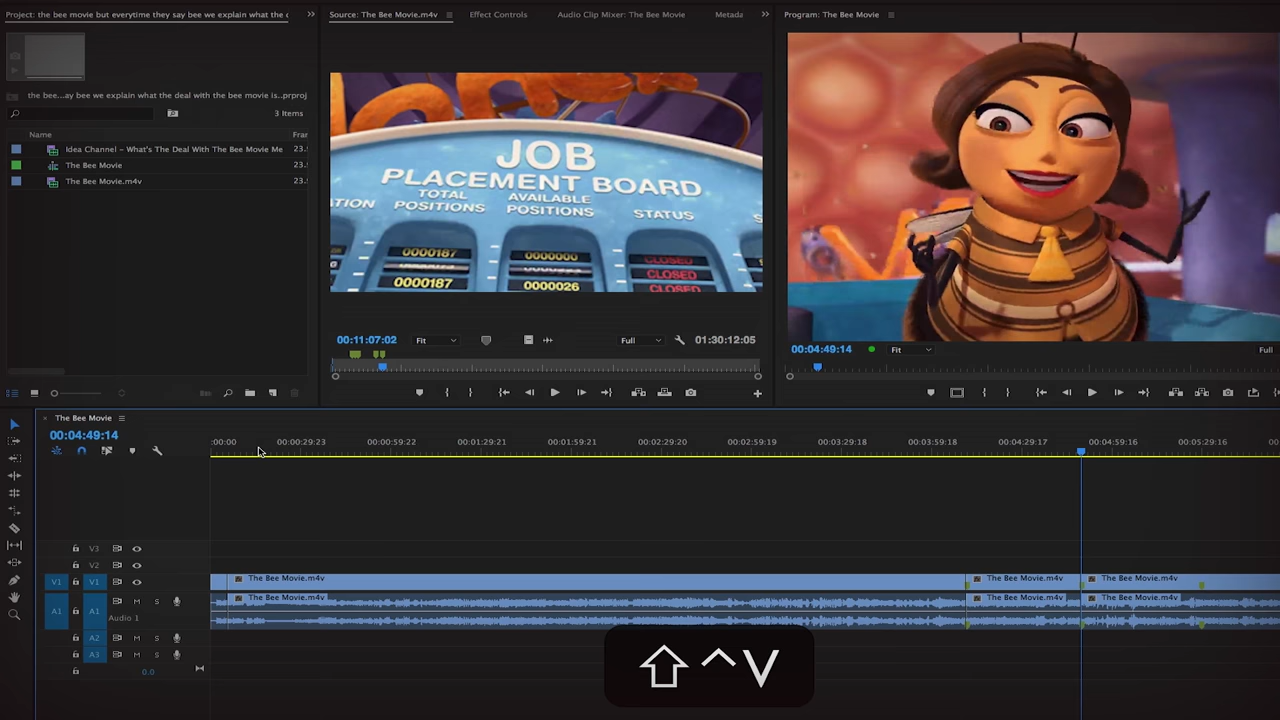 Project: the bee movie but everytime they say bee we explain what the
Source: The Bee Movie.m4v
Effect Controls
Audio Clip Mixer: The Bee Movie
Metada
Program: The Bee Movie
the bee...ay bee we explain what the deal with the bee movie is..prproj
3 Items
Name
Fra
Idea Channel – What's The Deal With The Bee Movie Me
23.
The Bee Movie
23.
The Bee Movie.m4v
23.
JOB
PLACEMENT BOARD
TOTAL
POSITIONS
AVAILABLE
POSITIONS
STATUS
0000187
0000000
CLOSED
CLOSED
0000187
0000026
CLOSED
00:11:07:02
Fit
Full
01:30:12:05
00:04:49:14
Fit
Full
The Bee Movie
00:04:49:14
:00:00
00:00:29:23
00:00:59:22
00:01:29:21
00:01:59:21
00:02:29:20
00:02:59:19
00:03:29:18
00:03:59:18
00:04:29:17
00:04:59:16
00:05:29:16
00
V3
V2
V1
V1
The Bee Movie.m4v
The Bee Movie.m4v
The Bee Movie.m4v
A1
A1
M
S
The Bee Movie.m4v
The Bee Movie.m4v
The Bee Movie.m4v
Audio 1
A2
M
S
A3
M
S
0.0
⇧^V